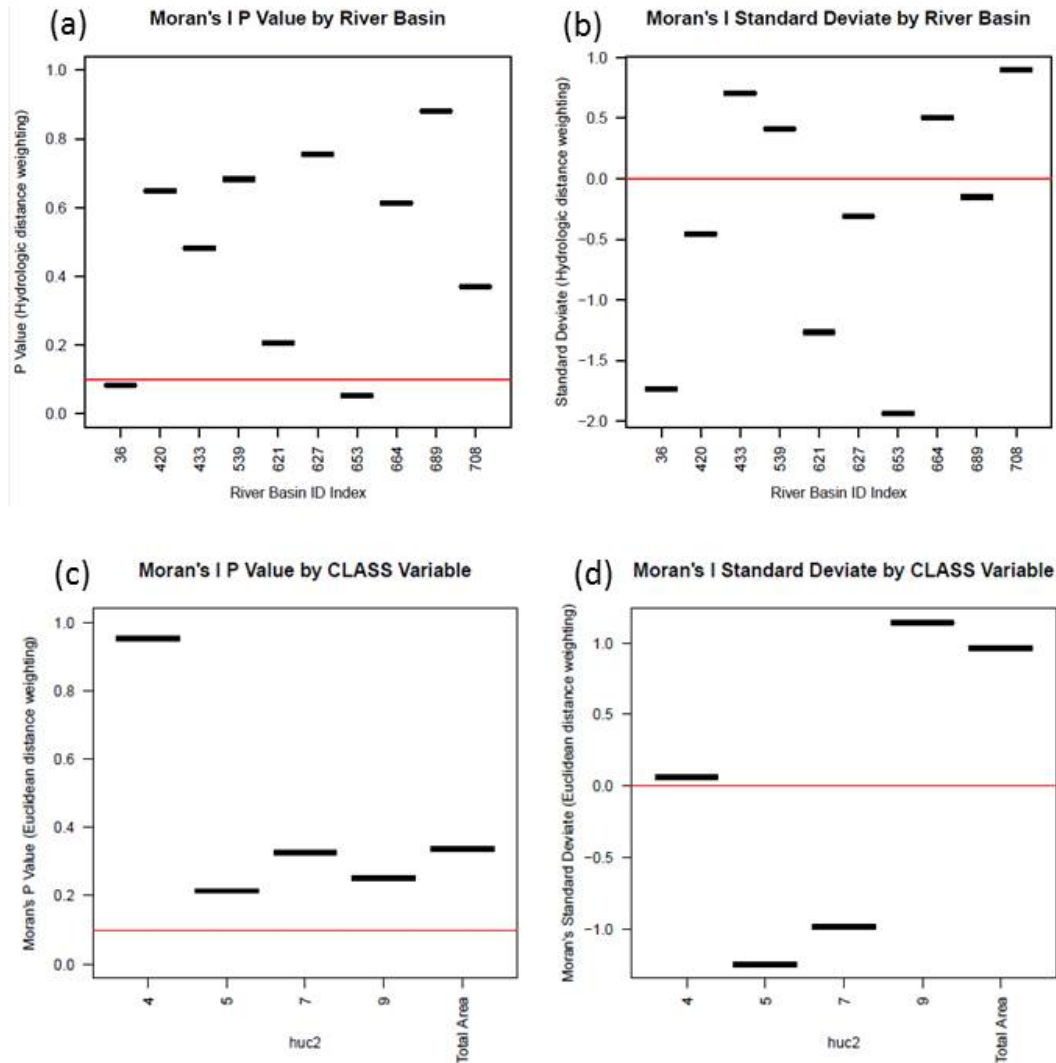 (a) Moran's I P Value by River Basin
P Value (Hydrologic distance weighting)
1.0
0.8
0.6
0.4
0.2
0.0
36 420 433 539 621 627 653 664 689 708
River Basin ID Index
(b) Moran's I Standard Deviate by River Basin
Standard Deviate (Hydrologic distance weighting)
1.0
0.5
0.0
−0.5
−1.0
−1.5
−2.0
36 420 433 539 621 627 653 664 689 708
River Basin ID Index
(c) Moran's I P Value by CLASS Variable
Moran's P Value (Euclidean distance weighting)
1.0
0.8
0.6
0.4
0.2
0.0
4 5 7 9 Total Area
huc2
(d) Moran's I Standard Deviate by CLASS Variable
Moran's Standard Deviate (Euclidean distance weighting)
1.0
0.5
0.0
−0.5
−1.0
4 5 7 9 Total Area
huc2